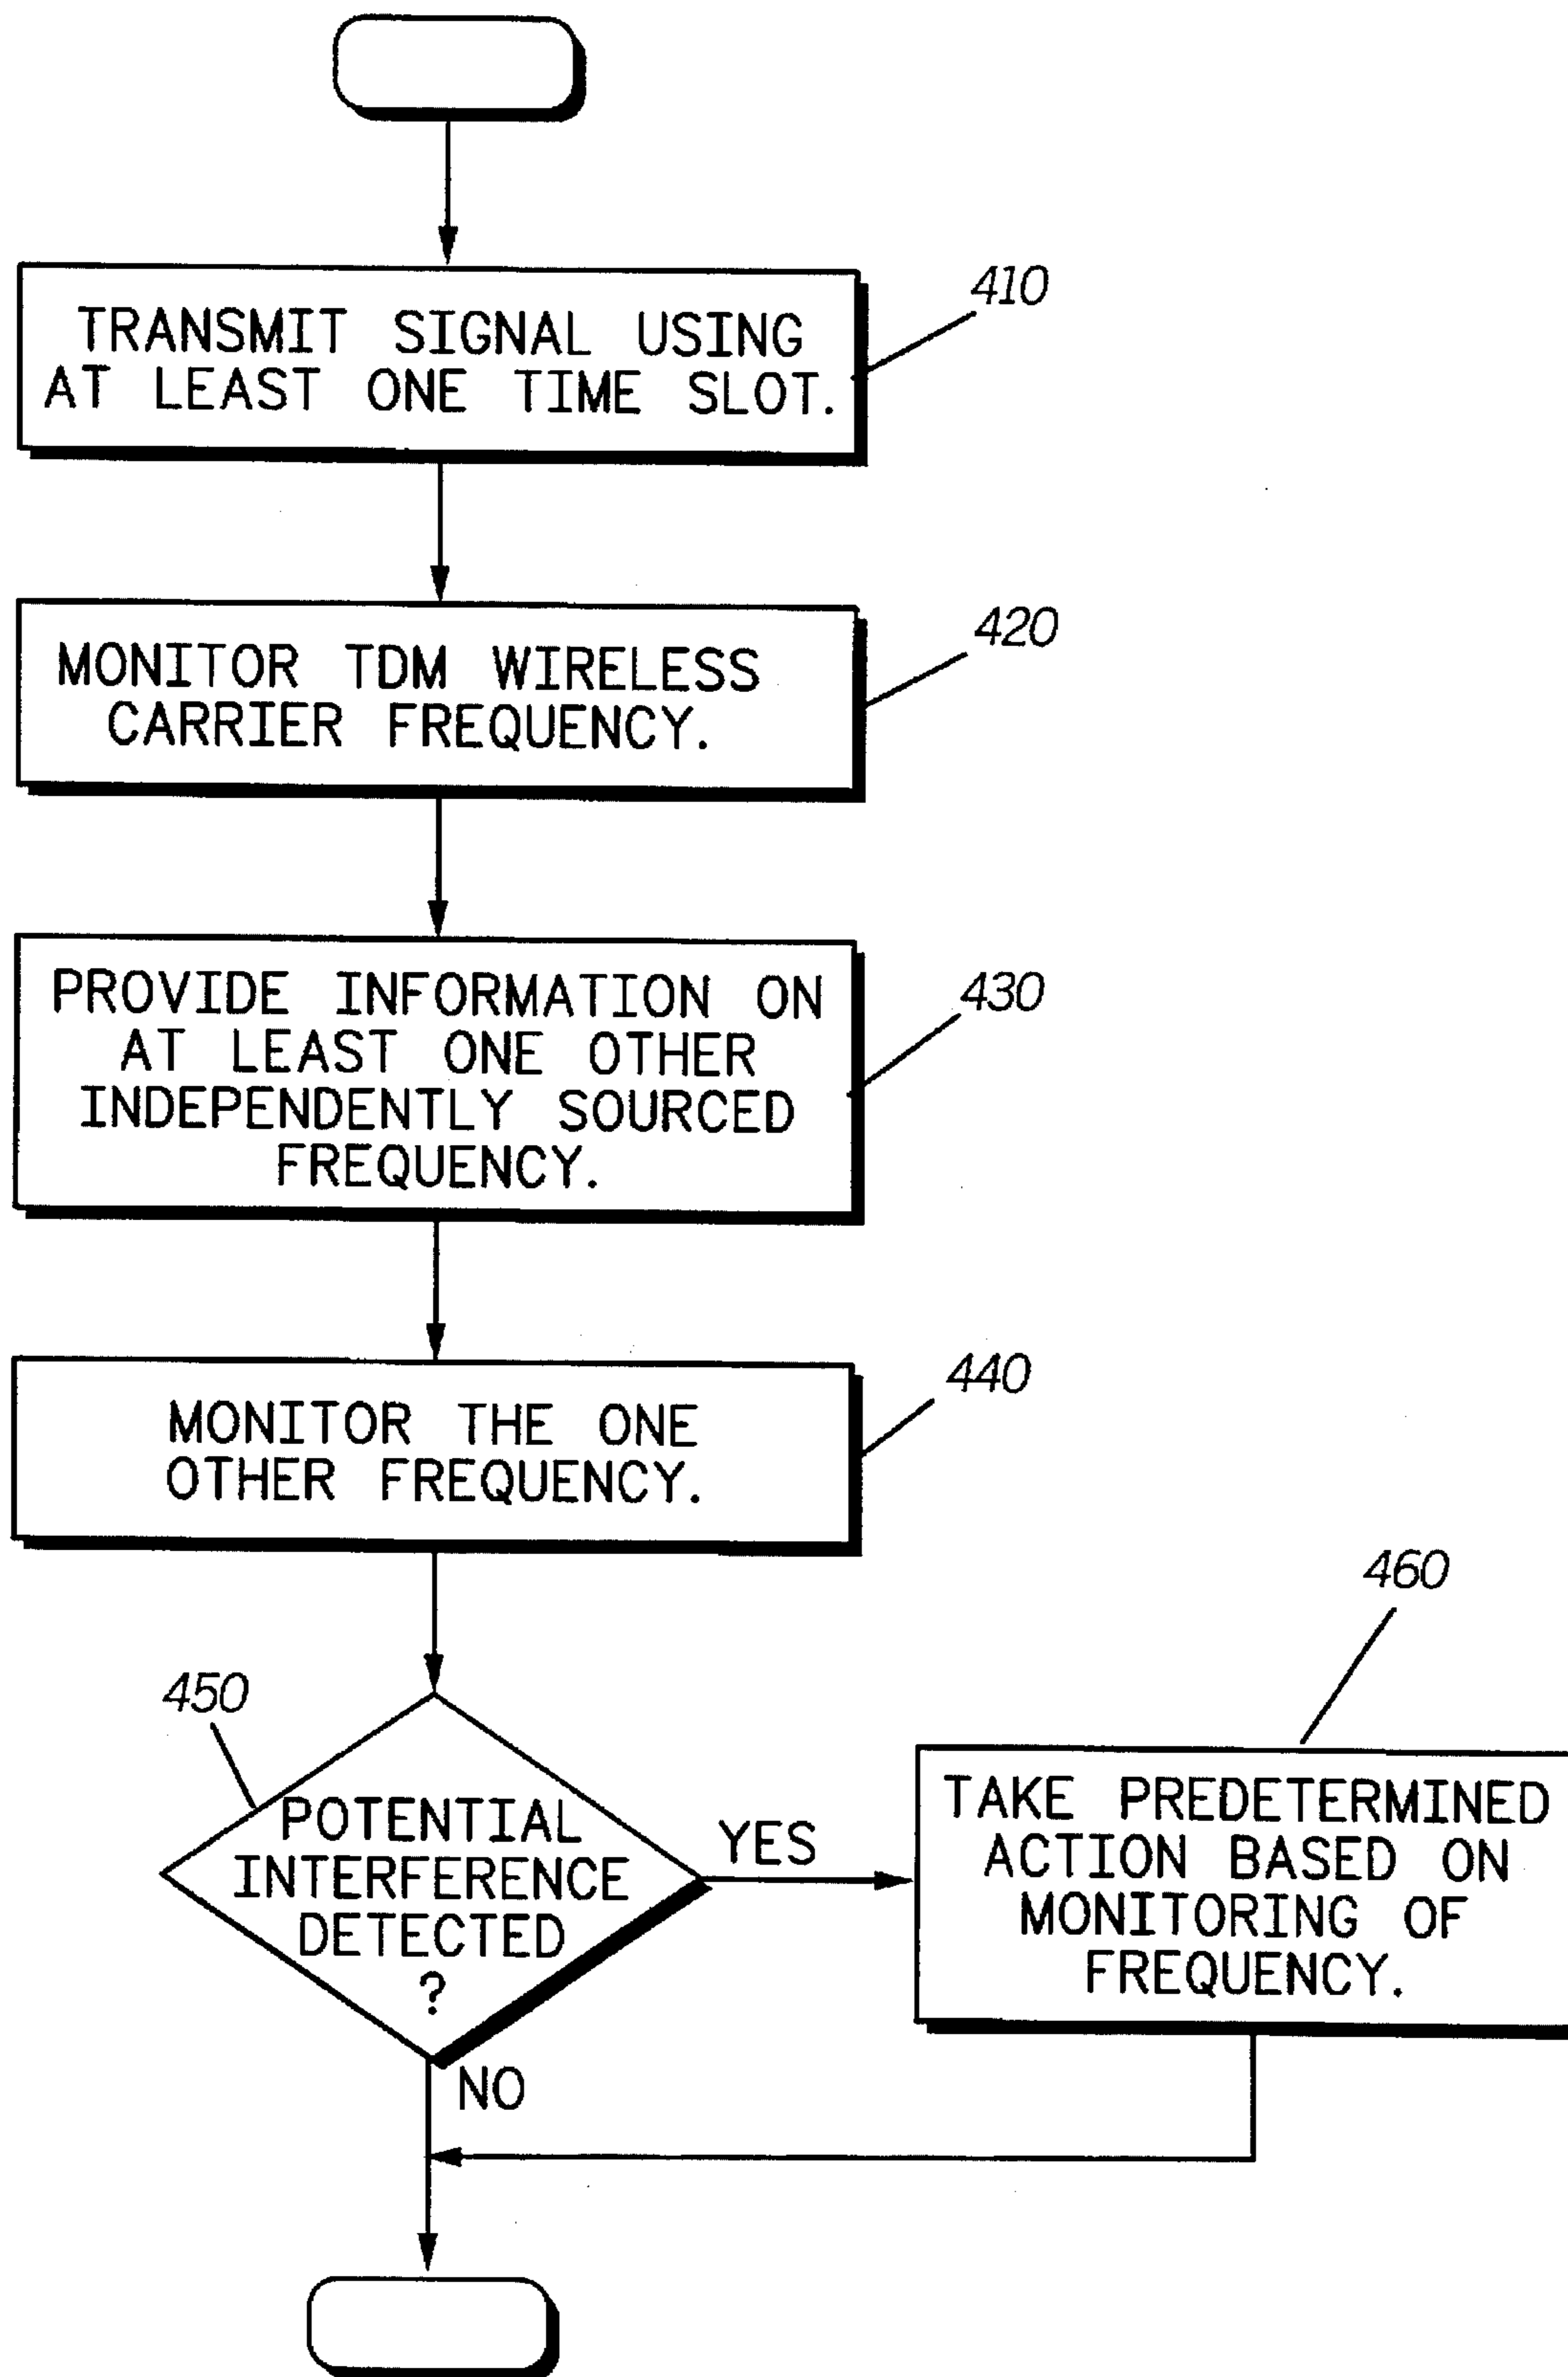 410
TRANSMIT SIGNAL USING
AT LEAST ONE TIME SLOT.
420
MONITOR TDM WIRELESS
CARRIER FREQUENCY.
430
PROVIDE INFORMATION ON
AT LEAST ONE OTHER
INDEPENDENTLY SOURCED
FREQUENCY.
440
MONITOR THE ONE
OTHER FREQUENCY.
450
POTENTIAL
INTERFERENCE
DETECTED
?
YES
NO
460
TAKE PREDETERMINED
ACTION BASED ON
MONITORING OF
FREQUENCY.